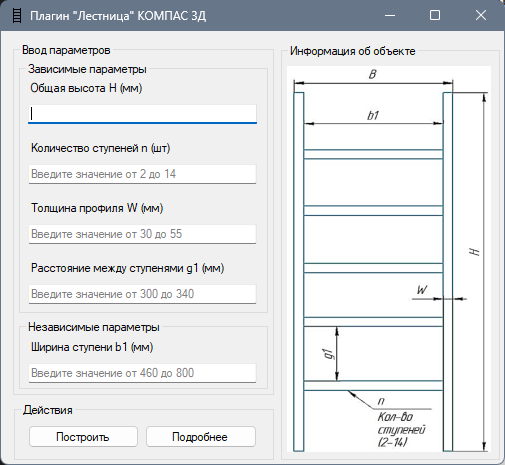 Плагин "Лестница" КОМПАС 3Д
Ввод параметров
Зависимые параметры
Общая высота H (мм)
Количество ступеней n (шт)
Введите значение от 2 до 14
Толщина профиля W (мм)
Введите значение от 30 до 55
Расстояние между ступенями g1 (мм)
Введите значение от 300 до 340
Независимые параметры
Ширина ступени b1 (мм)
Введите значение от 460 до 800
Действия
Построить
Подробнее
Информация об объекте
B
b1
H
W
g1
n
Кол-во
ступеней
(2-14)